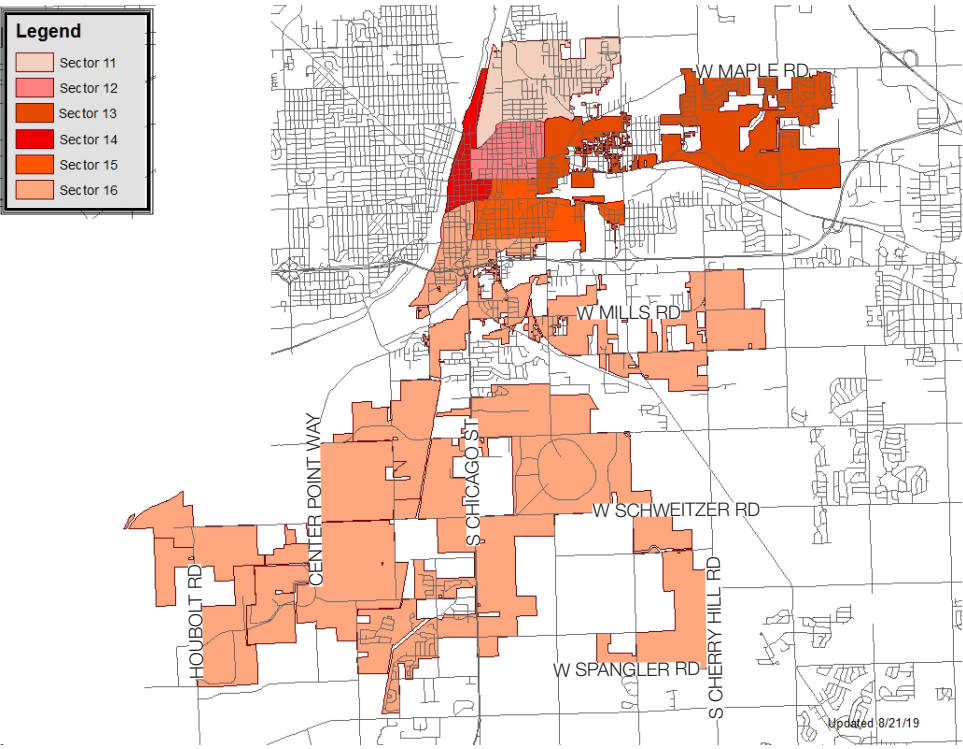 Legend
Sector 11
Sector 12
Sector 13
Sector 14
Sector 15
Sector 16
W MAPLE RD
W MILLS RD
CENTER POINT WAY
S CHICAGO ST
W SCHWEITZER RD
HOUBOLT RD
S CHERRY HILL RD
W SPANGLER RD
Updated 8/21/19